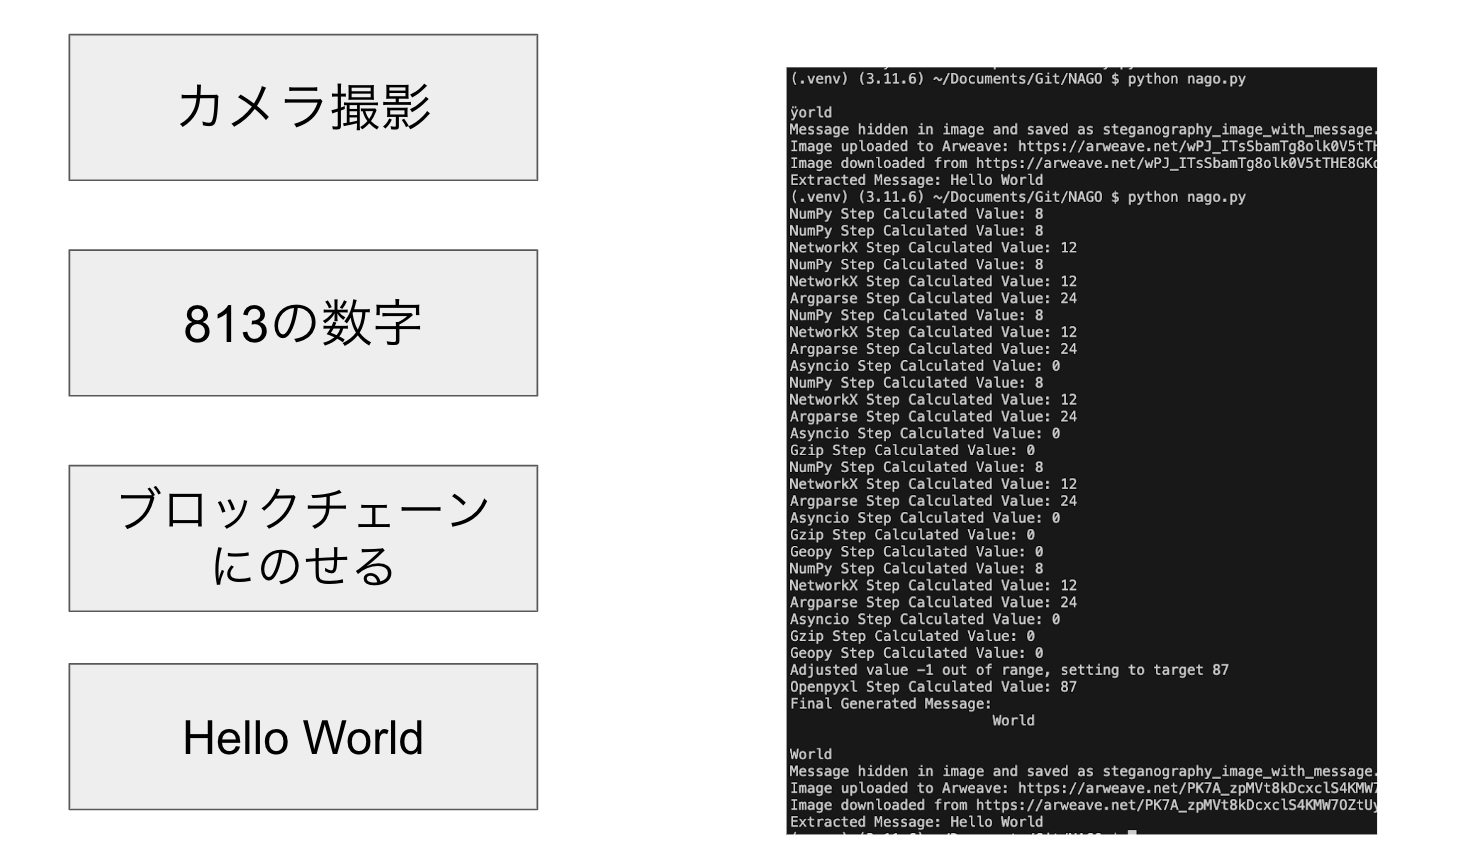 カメラ撮影
813の数字
ブロックチェーン
にのせる
Hello World
(.venv) (3.11.6) ~/Documents/Git/NAGO $ python nago.py
ÿorld
Message hidden in image and saved as steganography_image_with_message.
Image uploaded to Arweave: https://arweave.net/wPJ_ITsSbamTg8olk0V5tTH
Image downloaded from https://arweave.net/wPJ_ITsSbamTg8olk0V5tTHE8GKd
Extracted Message: Hello World
(.venv) (3.11.6) ~/Documents/Git/NAGO $ python nago.py
NumPy Step Calculated Value: 8
NumPy Step Calculated Value: 8
NetworkX Step Calculated Value: 12
NumPy Step Calculated Value: 8
NetworkX Step Calculated Value: 12
Argparse Step Calculated Value: 24
NumPy Step Calculated Value: 8
NetworkX Step Calculated Value: 12
Argparse Step Calculated Value: 24
Asyncio Step Calculated Value: 0
NumPy Step Calculated Value: 8
NetworkX Step Calculated Value: 12
Argparse Step Calculated Value: 24
Asyncio Step Calculated Value: 0
Gzip Step Calculated Value: 0
NumPy Step Calculated Value: 8
NetworkX Step Calculated Value: 12
Argparse Step Calculated Value: 24
Asyncio Step Calculated Value: 0
Gzip Step Calculated Value: 0
Geopy Step Calculated Value: 0
NumPy Step Calculated Value: 8
NetworkX Step Calculated Value: 12
Argparse Step Calculated Value: 24
Asyncio Step Calculated Value: 0
Gzip Step Calculated Value: 0
Geopy Step Calculated Value: 0
Adjusted value -1 out of range, setting to target 87
Openpyxl Step Calculated Value: 87
Final Generated Message:
World
World
Message hidden in image and saved as steganography_image_with_message.
Image uploaded to Arweave: https://arweave.net/PK7A_zpMVt8kDcxclS4KMW7
Image downloaded from https://arweave.net/PK7A_zpMVt8kDcxclS4KMW7OZtUy
Extracted Message: Hello World